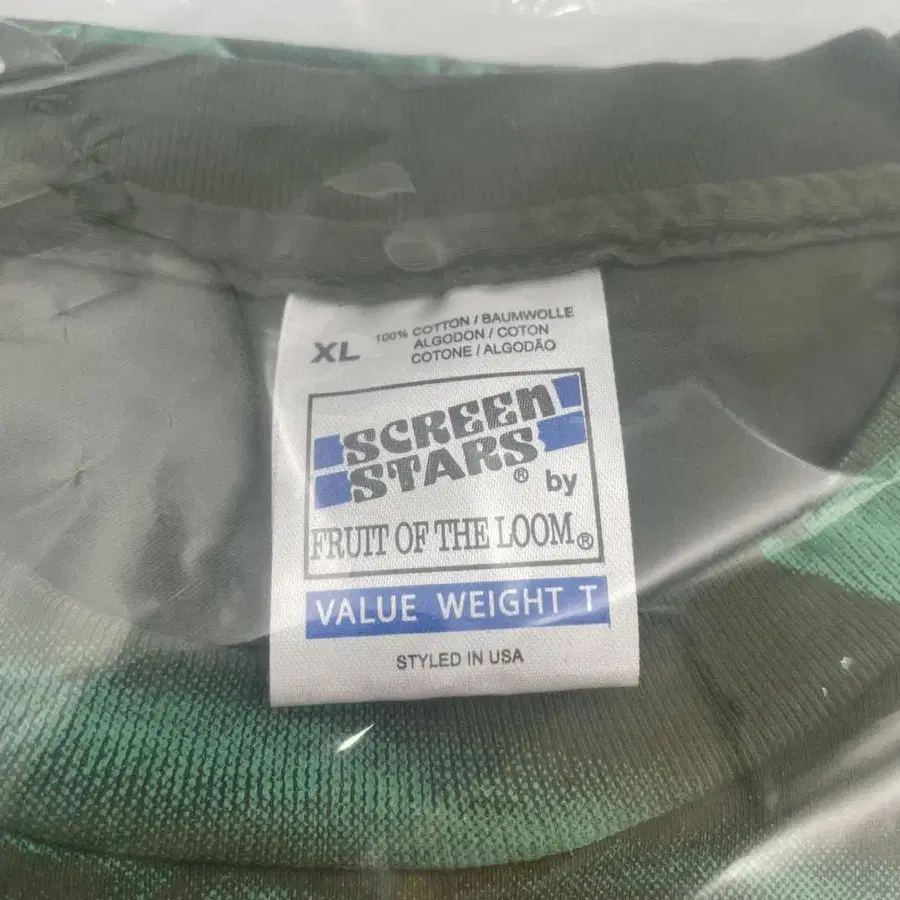 XL
100% COTTON / BAUMWOLLE
ALGODON / COTON
COTONE / ALGODÃO
SCREEN
STARS® by
FRUIT OF THE LOOM®
VALUE WEIGHT T
STYLED IN USA